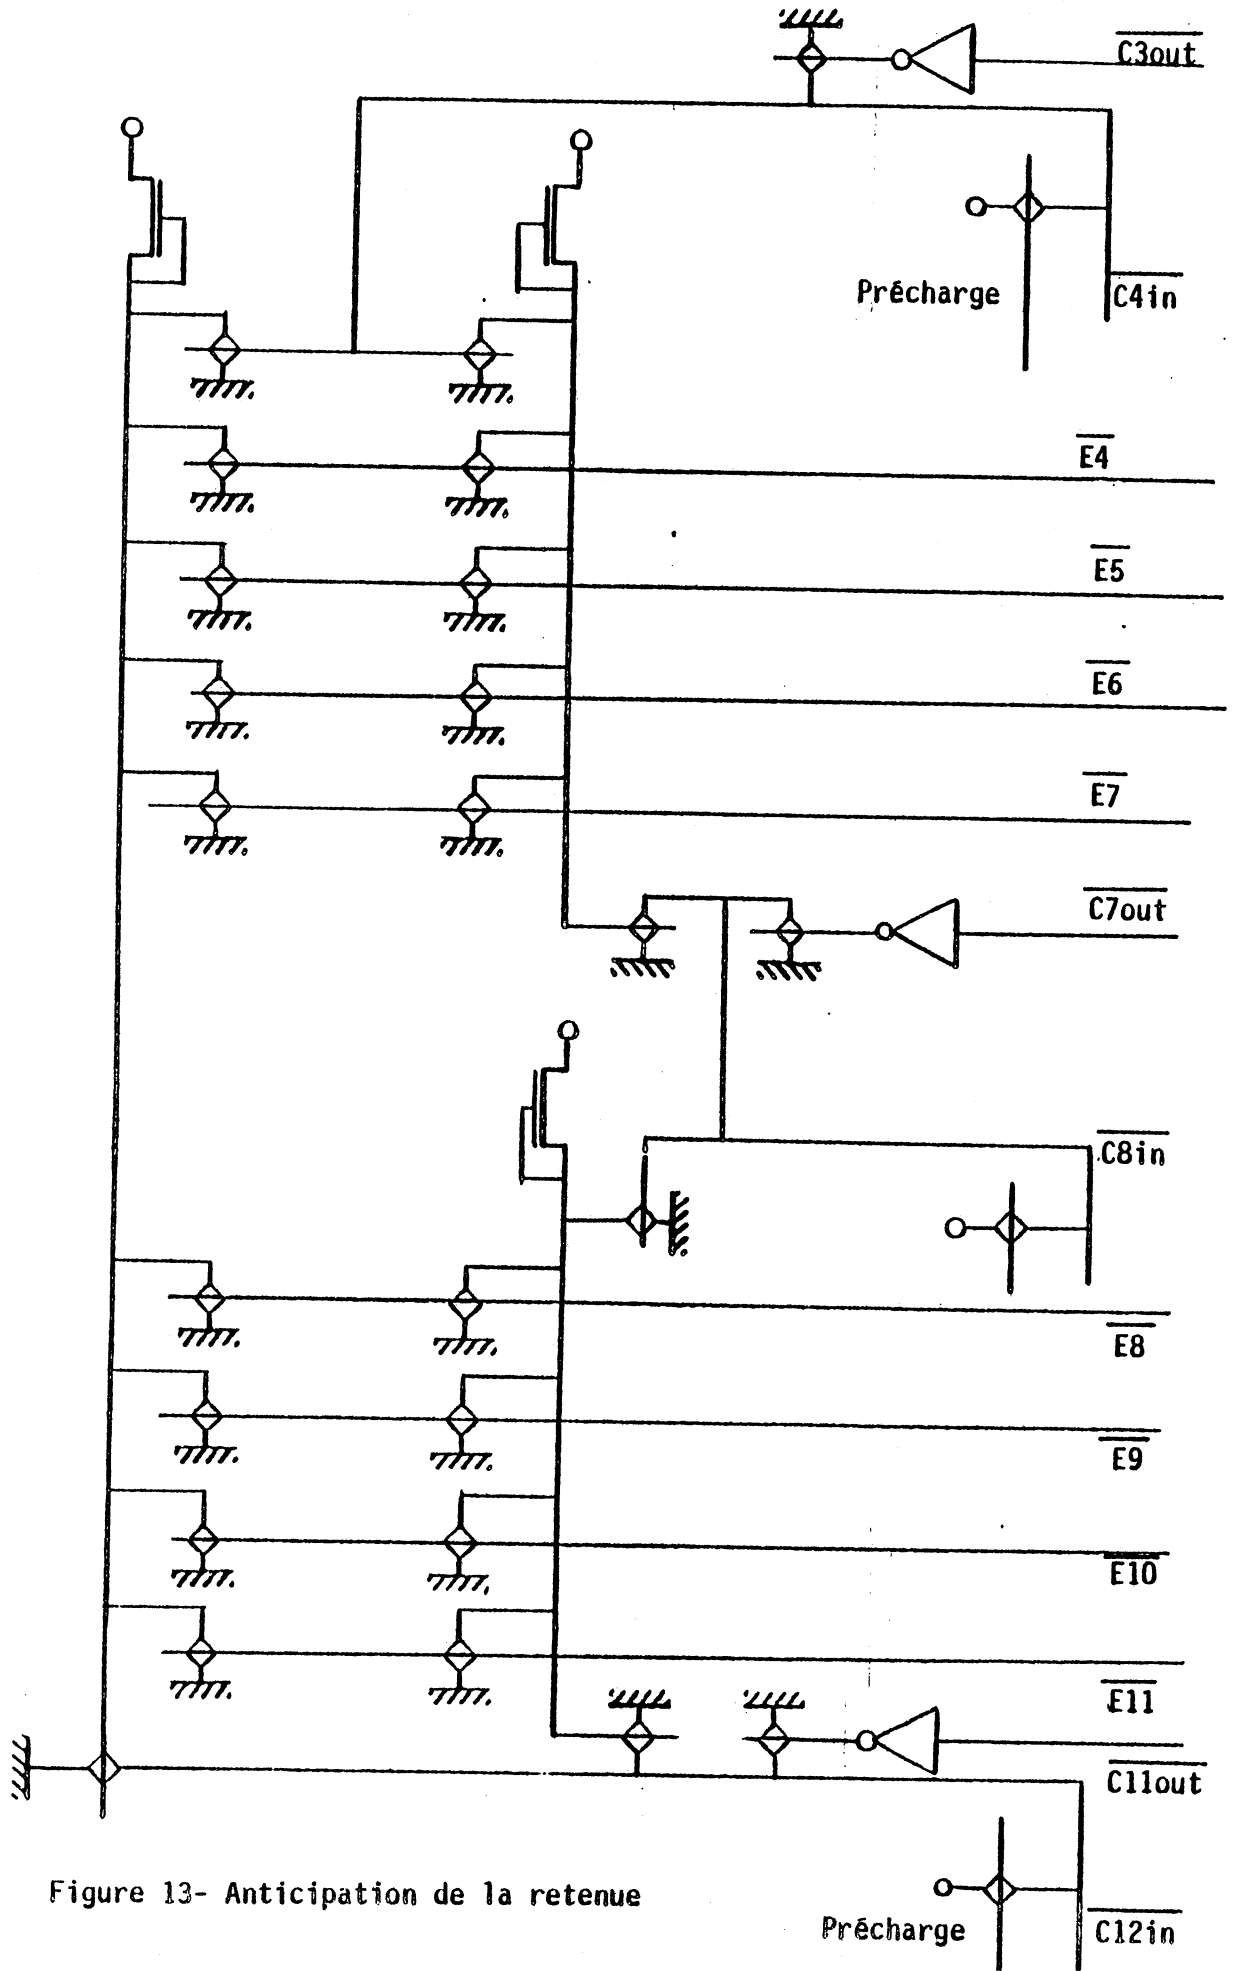 C3out
Précharge
C4in
E4
E5
E6
E7
C7out
C8in
E8
E9
E10
E11
C11out
Figure 13- Anticipation de la retenue
Précharge
C12in